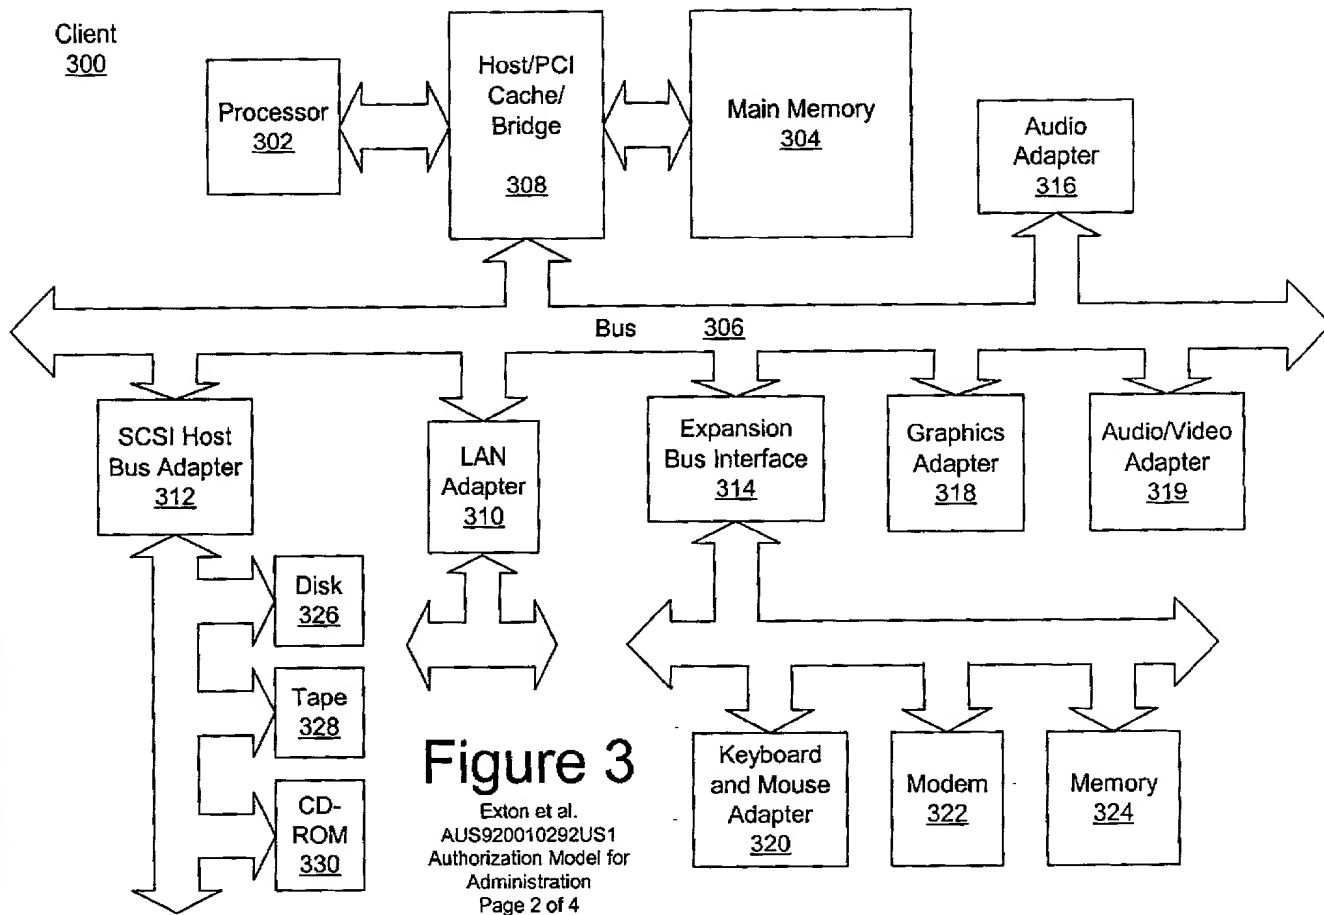 Client
300
Processor
302
Host/PCI
Cache/
Bridge
308
Main Memory
304
Audio
Adapter
316
Bus 306
SCSI Host
Bus Adapter
312
LAN
Adapter
310
Expansion
Bus Interface
314
Graphics
Adapter
318
Audio/Video
Adapter
319
Disk
326
Tape
328
CD-
ROM
330
Keyboard
and Mouse
Adapter
320
Modem
322
Memory
324
Figure 3
Exton et al.
AUS920010292US1
Authorization Model for
Administration
Page 2 of 4